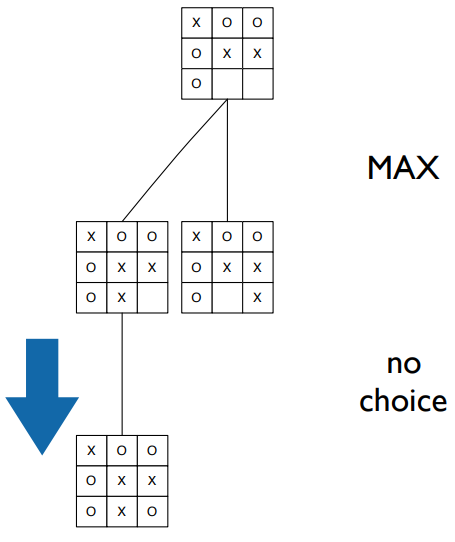 X O O
O X X
O
MAX
X O O X O O
O X X O X X
O X O X
no
choice
X O O
O X X
O X O